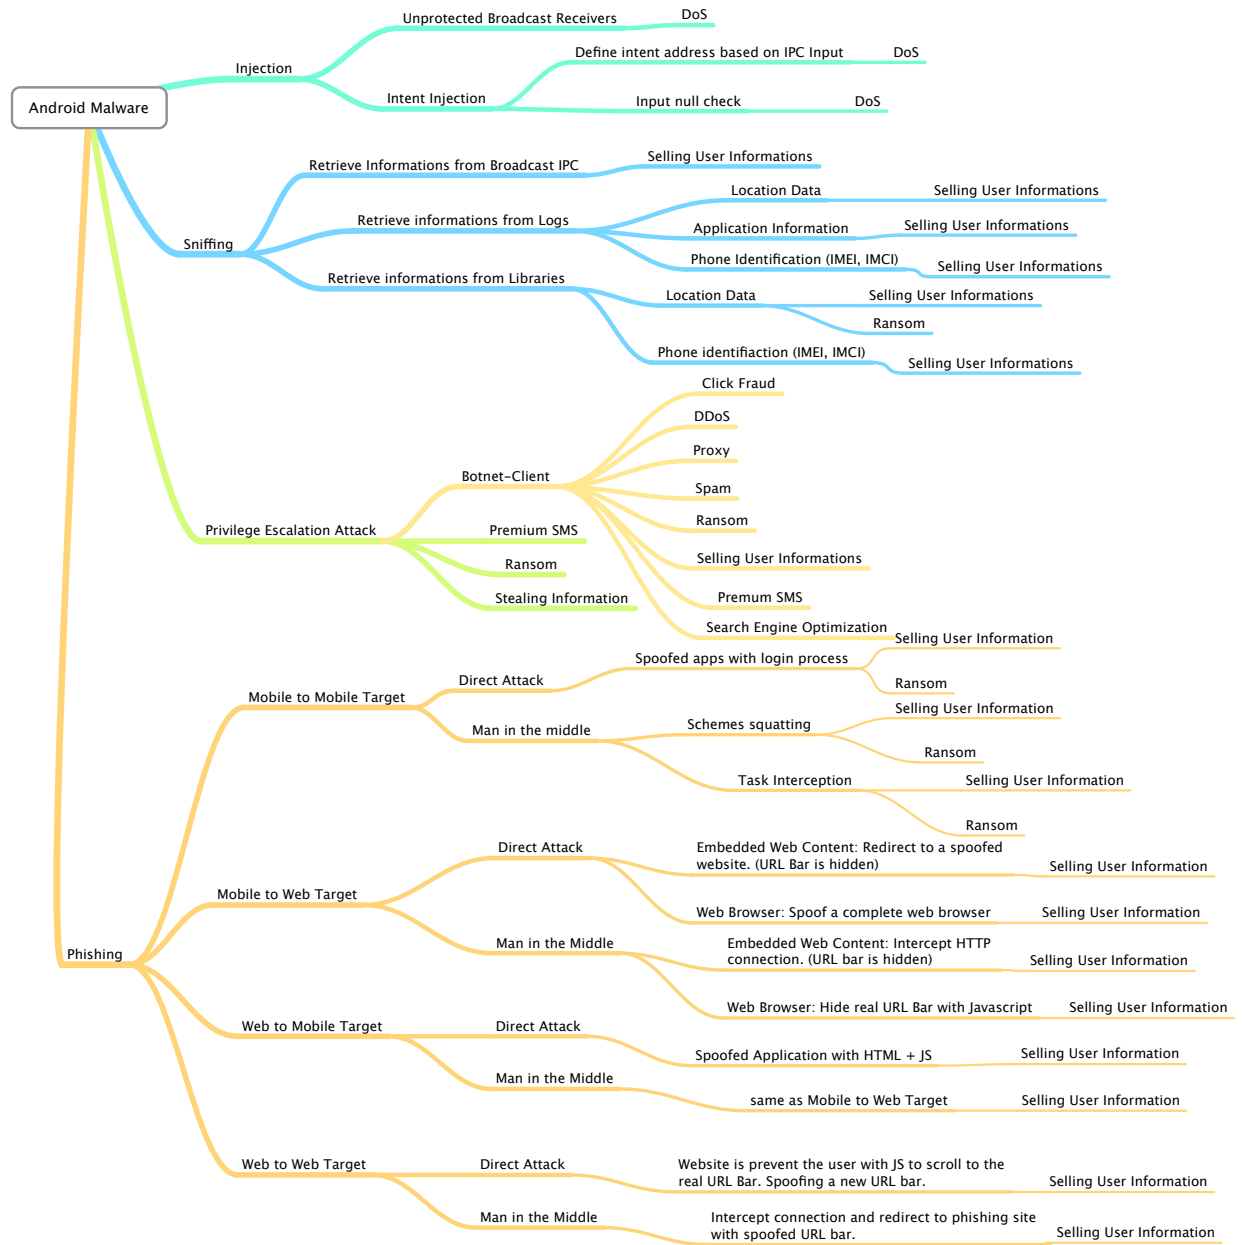 Android Malware
Injection
Unprotected Broadcast Receivers
DoS
Intent Injection
Define intent address based on IPC Input
DoS
Input null check
DoS
Sniffing
Retrieve Informations from Broadcast IPC
Selling User Informations
Retrieve informations from Logs
Location Data
Selling User Informations
Application Information
Selling User Informations
Phone Identification (IMEI, IMCI)
Selling User Informations
Retrieve informations from Libraries
Location Data
Selling User Informations
Ransom
Phone identifiaction (IMEI, IMCI)
Selling User Informations
Privilege Escalation Attack
Botnet-Client
Click Fraud
DDoS
Proxy
Spam
Ransom
Selling User Informations
Premum SMS
Search Engine Optimization
Premium SMS
Ransom
Stealing Information
Phishing
Mobile to Mobile Target
Direct Attack
Spoofed apps with login process
Selling User Information
Ransom
Man in the middle
Schemes squatting
Selling User Information
Ransom
Task Interception
Selling User Information
Ransom
Mobile to Web Target
Direct Attack
Embedded Web Content: Redirect to a spoofed
website. (URL Bar is hidden)
Selling User Information
Web Browser: Spoof a complete web browser
Selling User Information
Man in the Middle
Embedded Web Content: Intercept HTTP
connection. (URL bar is hidden)
Selling User Information
Web Browser: Hide real URL Bar with Javascript
Selling User Information
Web to Mobile Target
Direct Attack
Spoofed Application with HTML + JS
Selling User Information
Man in the Middle
same as Mobile to Web Target
Selling User Information
Web to Web Target
Direct Attack
Website is prevent the user with JS to scroll to the
real URL Bar. Spoofing a new URL bar.
Selling User Information
Man in the Middle
Intercept connection and redirect to phishing site
with spoofed URL bar.
Selling User Information